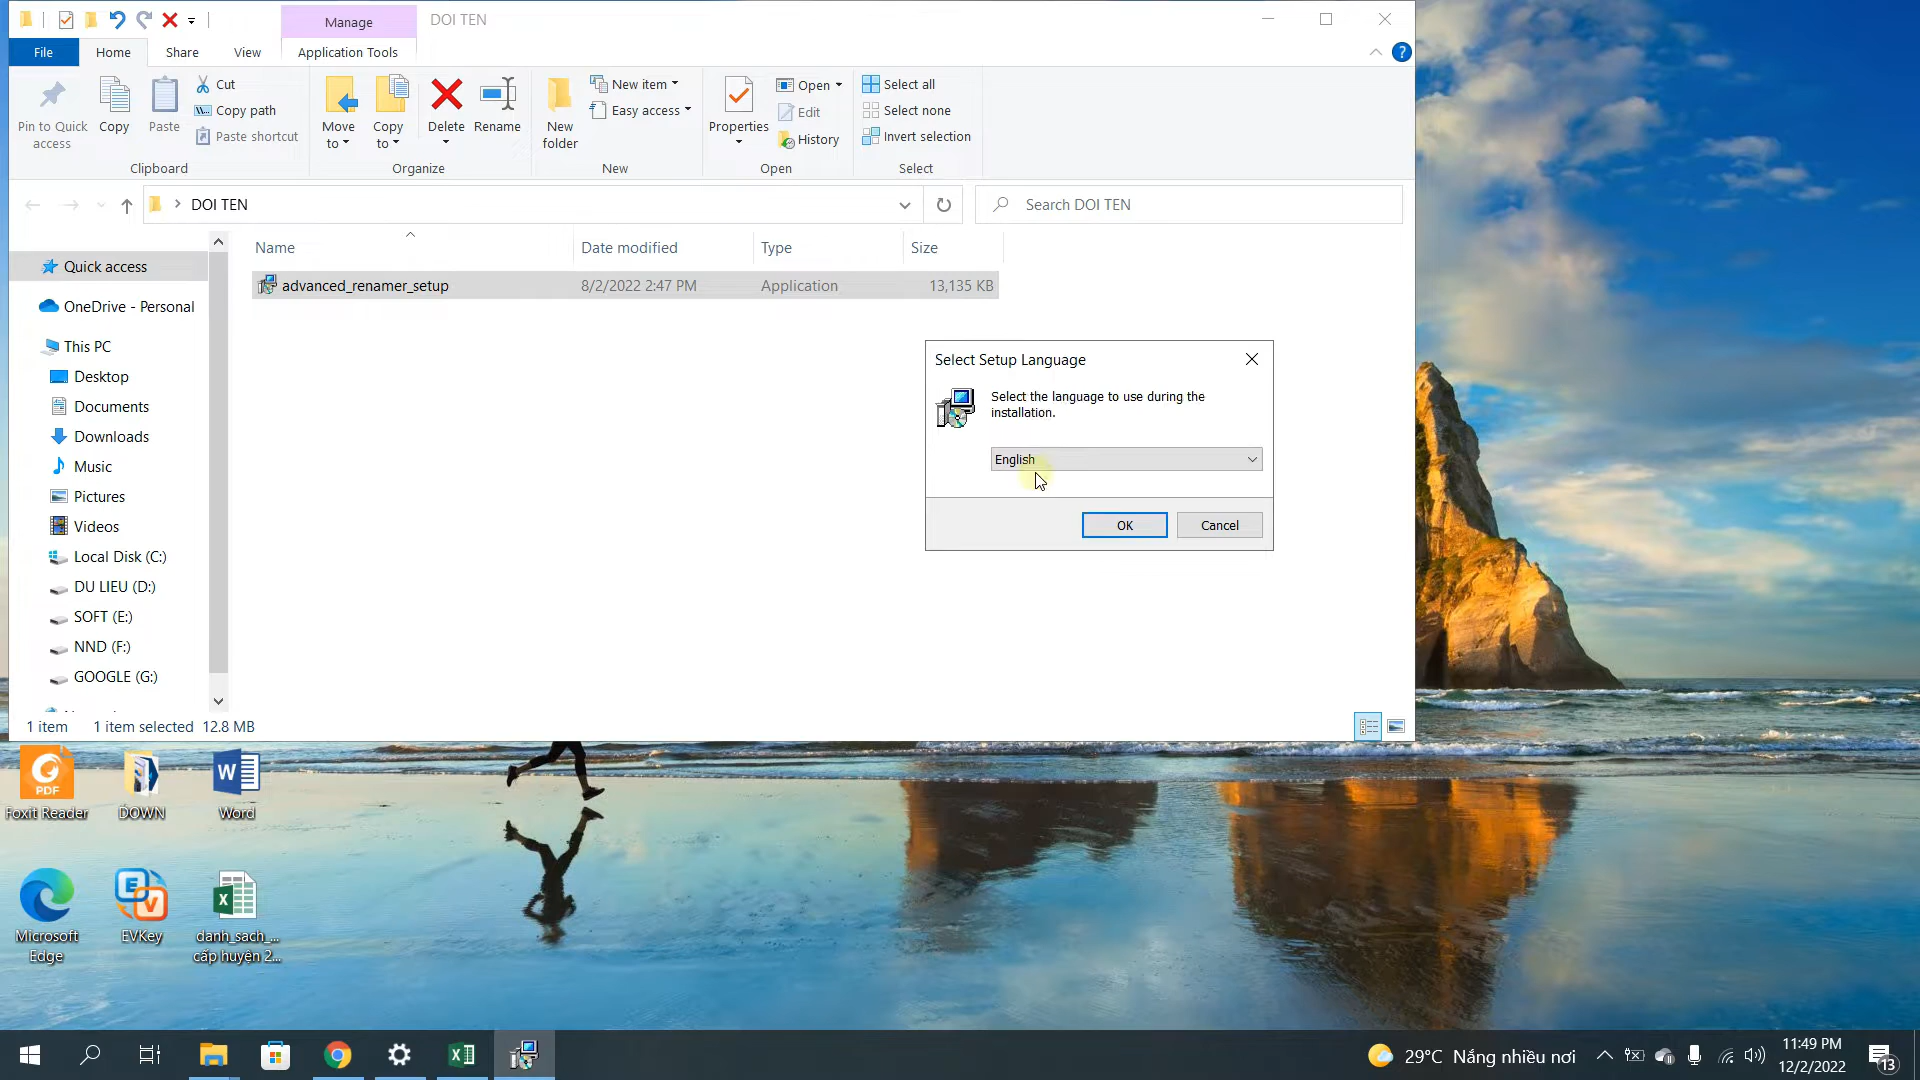 Manage
DOI TEN
File
Home
Share
View
Application Tools
Pin to Quick
access
Copy
Paste
Cut
Copy path
Paste shortcut
Clipboard
Move
to
Copy
to
Delete
Rename
Organize
New
folder
New item
Easy access
New
Properties
Open
Edit
History
Open
Select all
Select none
Invert selection
Select
DOI TEN
Search DOI TEN
Name
Date modified
Type
Size
advanced_renamer_setup
8/2/2022 2:47 PM
Application
13,135 KB
Quick access
OneDrive - Personal
This PC
Desktop
Documents
Downloads
Music
Pictures
Videos
Local Disk (C:)
DU LIEU (D:)
SOFT (E:)
NND (F:)
GOOGLE (G:)
1 item
1 item selected
12.8 MB
Select Setup Language
Select the language to use during the
installation.
English
OK
Cancel
PDF
Foxit Reader
DOWN
W
Word
Microsoft
Edge
E
V
EVKey
X
danh_sach_...
cấp huyện 2...
29°C
Nắng nhiều nơi
11:49 PM
12/2/2022
13